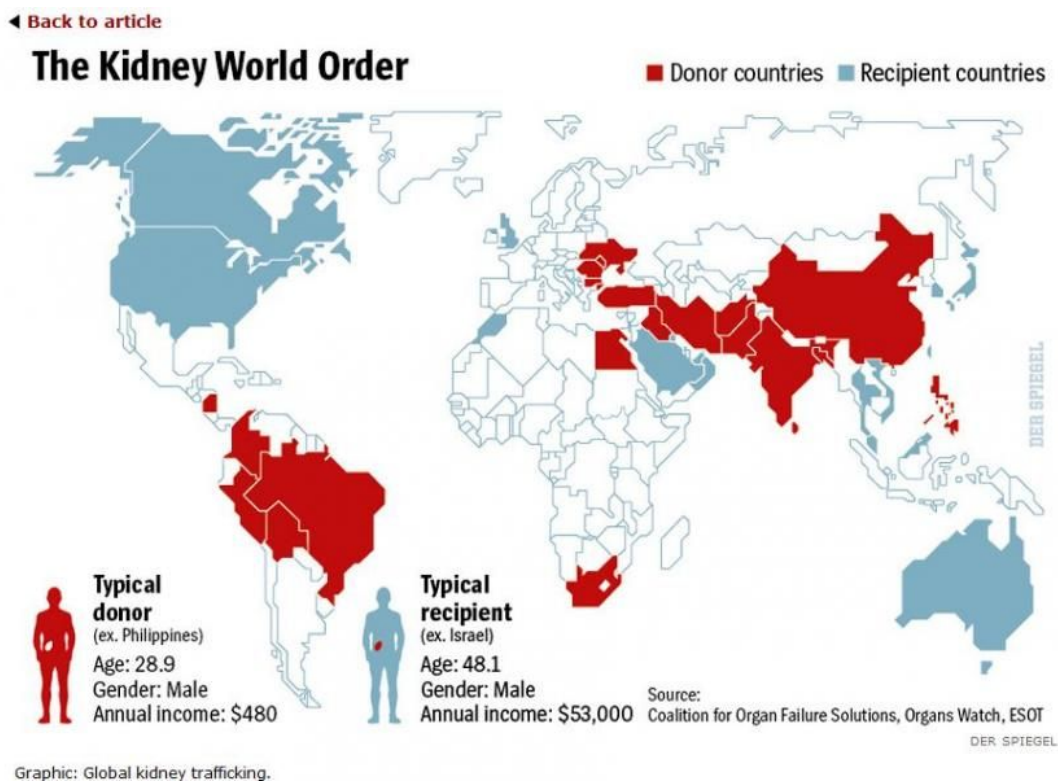 ◀ Back to article
The Kidney World Order
Donor countries Recipient countries
DER SPIEGEL
Typical
donor
(ex. Philippines)
Age: 28.9
Gender: Male
Annual income: $480
Typical
recipient
(ex. Israel)
Age: 48.1
Gender: Male
Annual income: $53,000
Source:
Coalition for Organ Failure Solutions, Organs Watch, ESOT
DER SPIEGEL
Graphic: Global kidney trafficking.